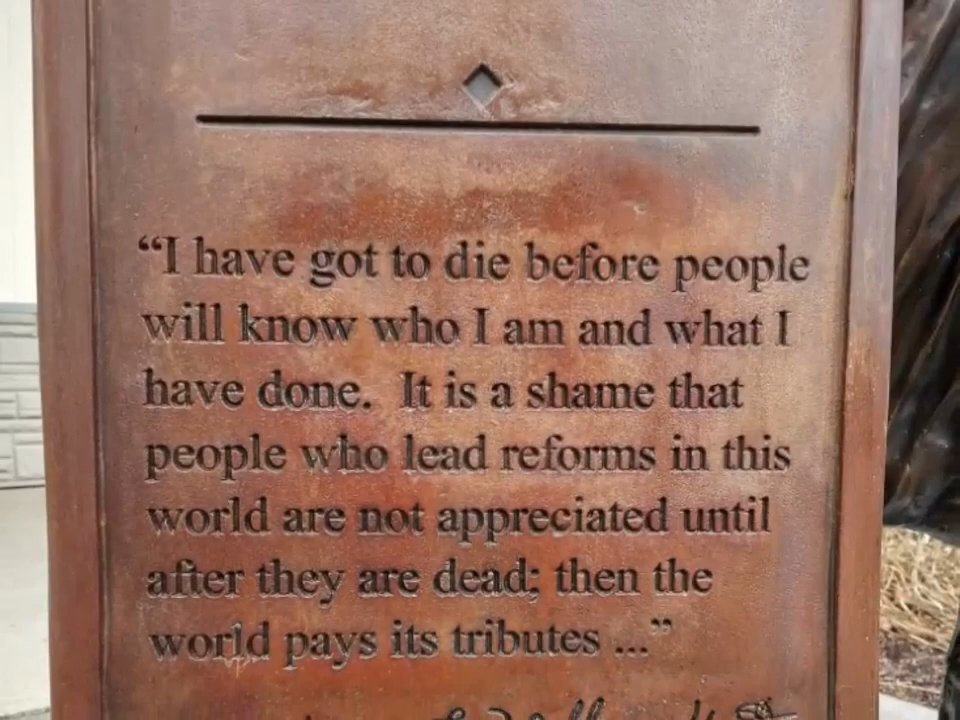 “I have got to die before people
will know who I am and what I
have done.  It is a shame that
people who lead reforms in this
world are not appreciated until
after they are dead; then the
world pays its tributes ...”